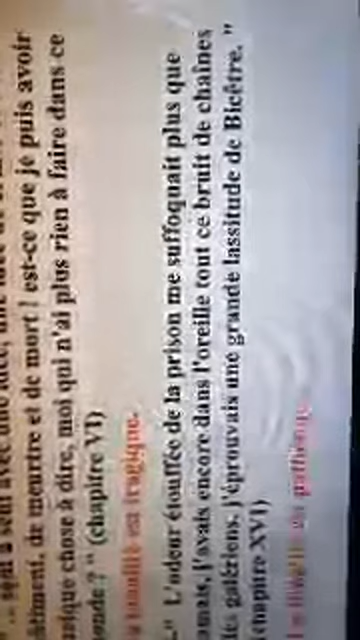 seul à seul avec une idée, une idée de
châtiment, de meurtre et de mort ! est-ce que je puis avoir
quelque chose à dire, moi qui n'ai plus rien à faire dans ce
monde ? " (chapitre VI)
tonalité est tragique.
" L'odeur étouffée de la prison me suffoquait plus que
jamais, j'avais encore dans l'oreille tout ce bruit de chaînes
des galériens, j'éprouvais une grande lassitude de Bicêtre. "
(chapitre XVI)